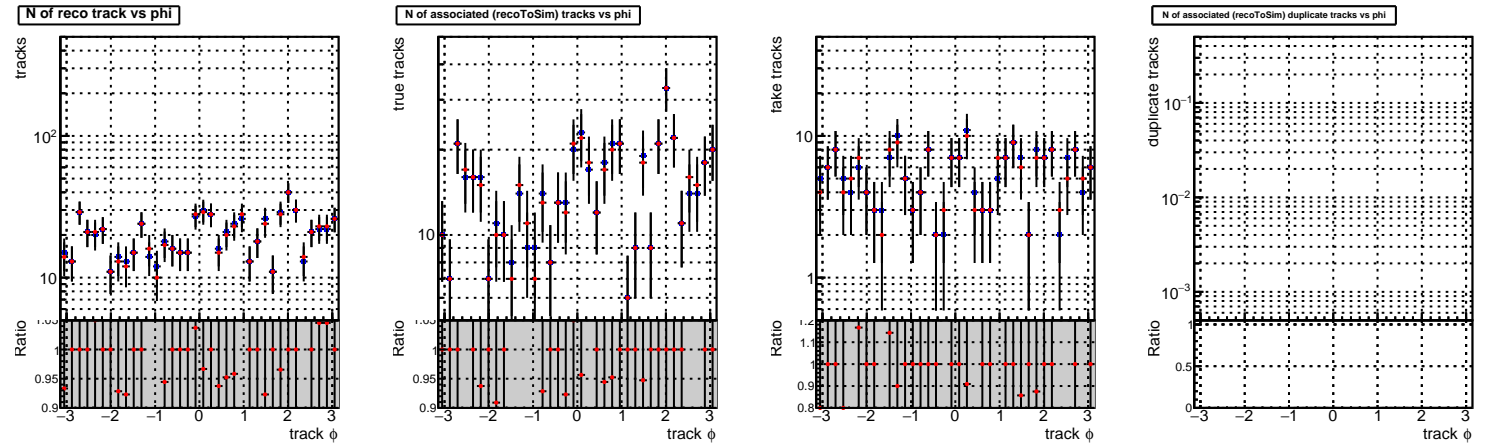 N of reco track vs phi
tracks
10²
10
Ratio
1.05
1
0.95
0.9
−3 −2 −1 0 1 2 3
track ϕ
N of associated (recoToSim) tracks vs phi
true tracks
10
Ratio
1.05
1
0.95
0.9
−3 −2 −1 0 1 2 3
track ϕ
fake tracks
10
1
Ratio
1.2
1.1
1
0.9
0.8
−3 −2 −1 0 1 2 3
track ϕ
N of associated (recoToSim) duplicate tracks vs phi
duplicate tracks
10⁻¹
10⁻²
10⁻³
Ratio
1
0.5
0
−3 −2 −1 0 1 2 3
track ϕ